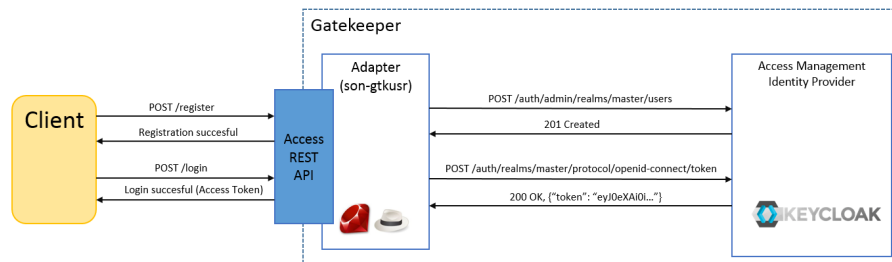 Gatekeeper
Client
POST /register
Registration succesful
POST /login
Login succesful (Access Token)
Access
REST
API
Adapter
(son-gtkusr)
POST /auth/admin/realms/master/users
201 Created
POST /auth/realms/master/protocol/openid-connect/token
200 OK, {“token”: “eyJ0eXAi0i...”}
Access Management
Identity Provider
KEYCLOAK